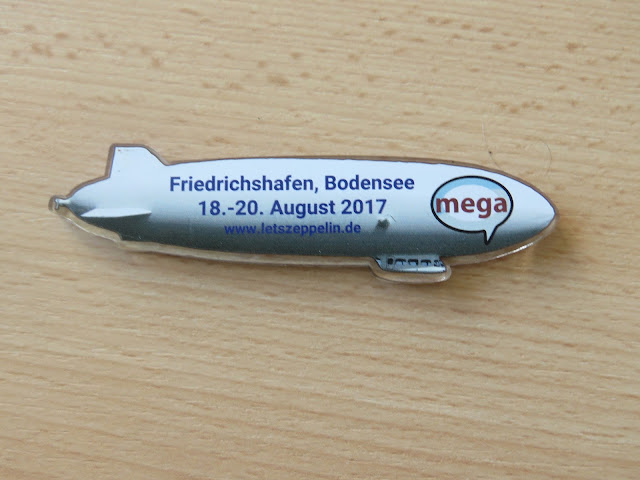 Friedrichshafen, Bodensee
18.-20. August 2017
www.letszeppelin.de
mega